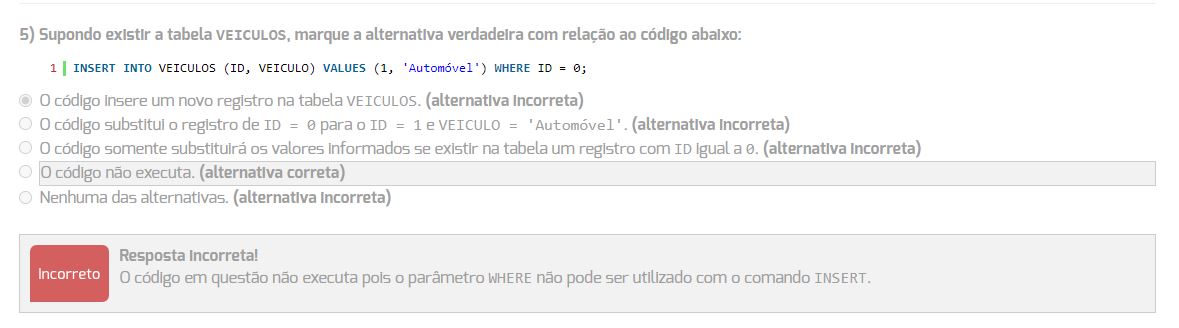 5) Supondo existir a tabela VEICULOS, marque a alternativa verdadeira com relação ao código abaixo:
1 INSERT INTO VEICULOS (ID, VEICULO) VALUES (1, 'Automóvel') WHERE ID = 0;
O código insere um novo registro na tabela VEICULOS. (alternativa incorreta)
O código substitui o registro de ID = 0 para o ID = 1 e VEICULO = 'Automóvel'. (alternativa incorreta)
O código somente substituirá os valores informados se existir na tabela um registro com ID igual a 0. (alternativa incorreta)
O código não executa. (alternativa correta)
Nenhuma das alternativas. (alternativa incorreta)
Incorreto
Resposta incorreta!
O código em questão não executa pois o parâmetro WHERE não pode ser utilizado com o comando INSERT.